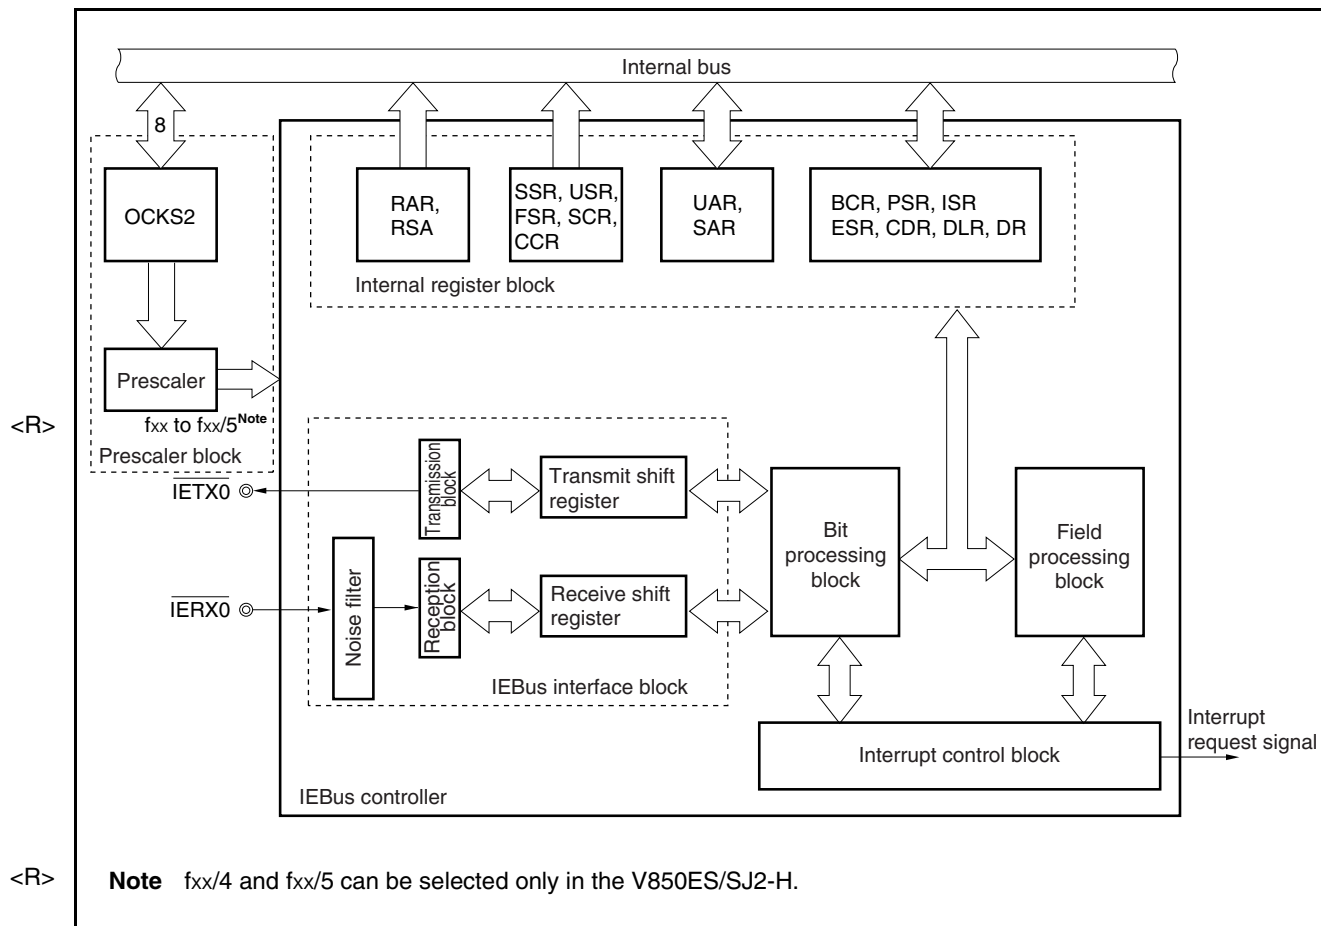 Internal bus
8
OCKS2
RAR,
RSA
SSR, USR,
FSR, SCR,
CCR
UAR,
SAR
BCR, PSR, ISR
ESR, CDR, DLR, DR
Internal register block
Prescaler
<R>
fxx to fxx/5Note
Prescaler block
IETX0
Transmission
block
Transmit shift
register
Bit
processing
block
Field
processing
block
IERX0
Noise filter
Reception
block
Receive shift
register
IEBus interface block
Interrupt
request signal
Interrupt control block
IEBus controller
<R>
Note fxx/4 and fxx/5 can be selected only in the V850ES/SJ2-H.